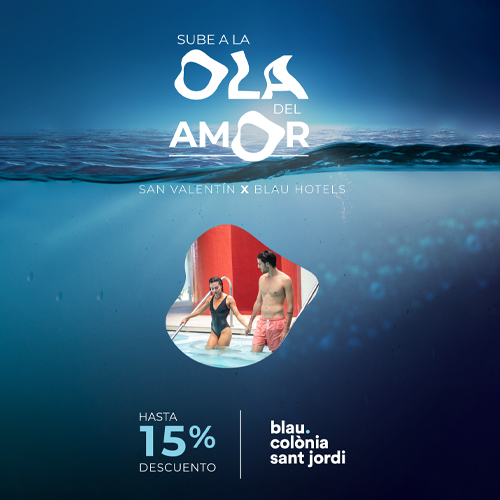 SUBE A LA
OLA
DEL
AMOR
SAN VALENTÍN X BLAU HOTELS
HASTA
15%
DESCUENTO
blau.
colònia
sant jordi